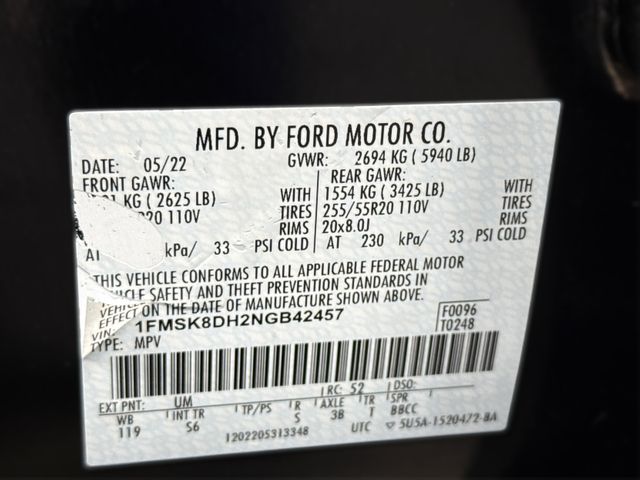 MFD. BY FORD MOTOR CO.
DATE: 05/22 GVWR: 2694 KG ( 5940 LB)
FRONT GAWR: REAR GAWR:
KG ( 2625 LB) WITH 1554 KG ( 3425 LB) WITH
R20 110V TIRES 255/55R20 110V TIRES
RIMS 20x8.0J RIMS
AT kPa/ 33 PSI COLD AT 230 kPa/ 33 PSI COLD
THIS VEHICLE CONFORMS TO ALL APPLICABLE FEDERAL MOTOR
VEHICLE SAFETY AND THEFT PREVENTION STANDARDS IN
EFFECT ON THE DATE OF MANUFACTURE SHOWN ABOVE.
VIN: 1FMSK8DH2NGB42457 F0096
TYPE: MPV T0248
EXT PNT: UM RC: 52 DSO:
WB INT TR TP/PS R AXLE TR SPR
119 S6 S 3B T BBCC
1202205313348 UTC 5U5A-1520472-BA